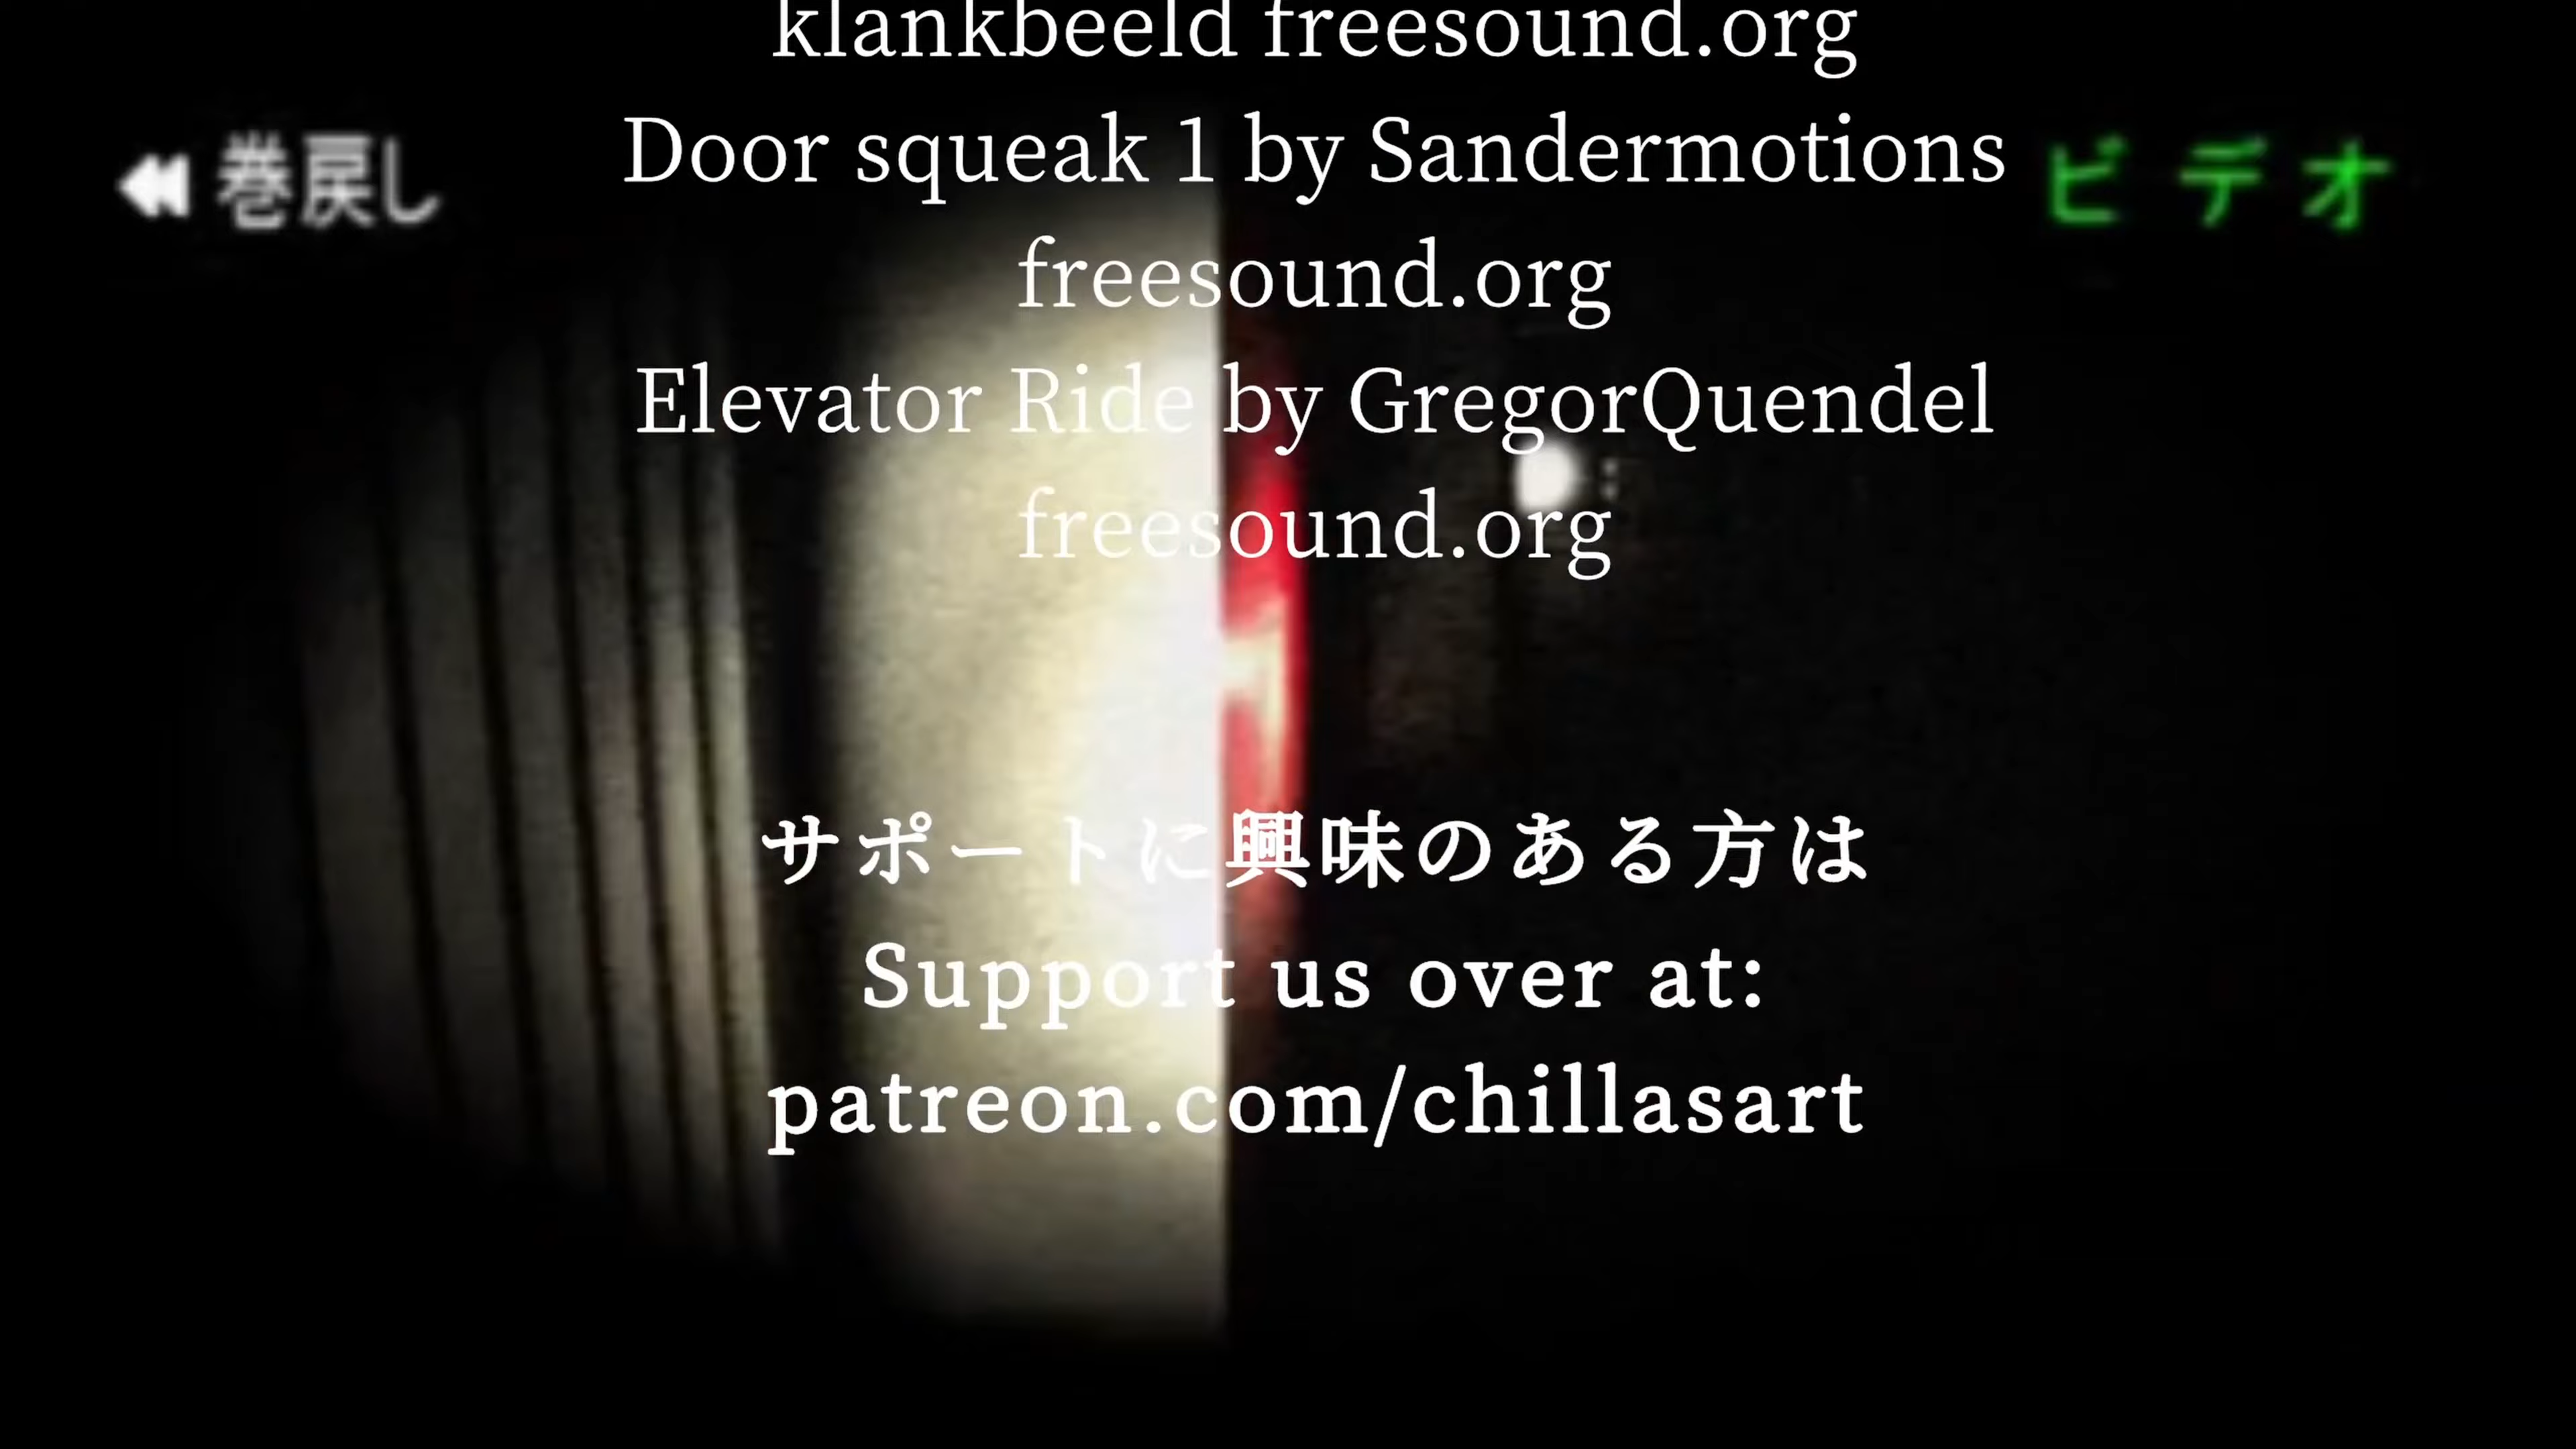 klankbeeld freesound.org
Door squeak 1 by Sandermotions
◀◀ 巻戻し
ビデオ
freesound.org
Elevator Ride by GregorQuendel
freesound.org
サポートに興味のある方は
Support us over at:
patreon.com/chillasart